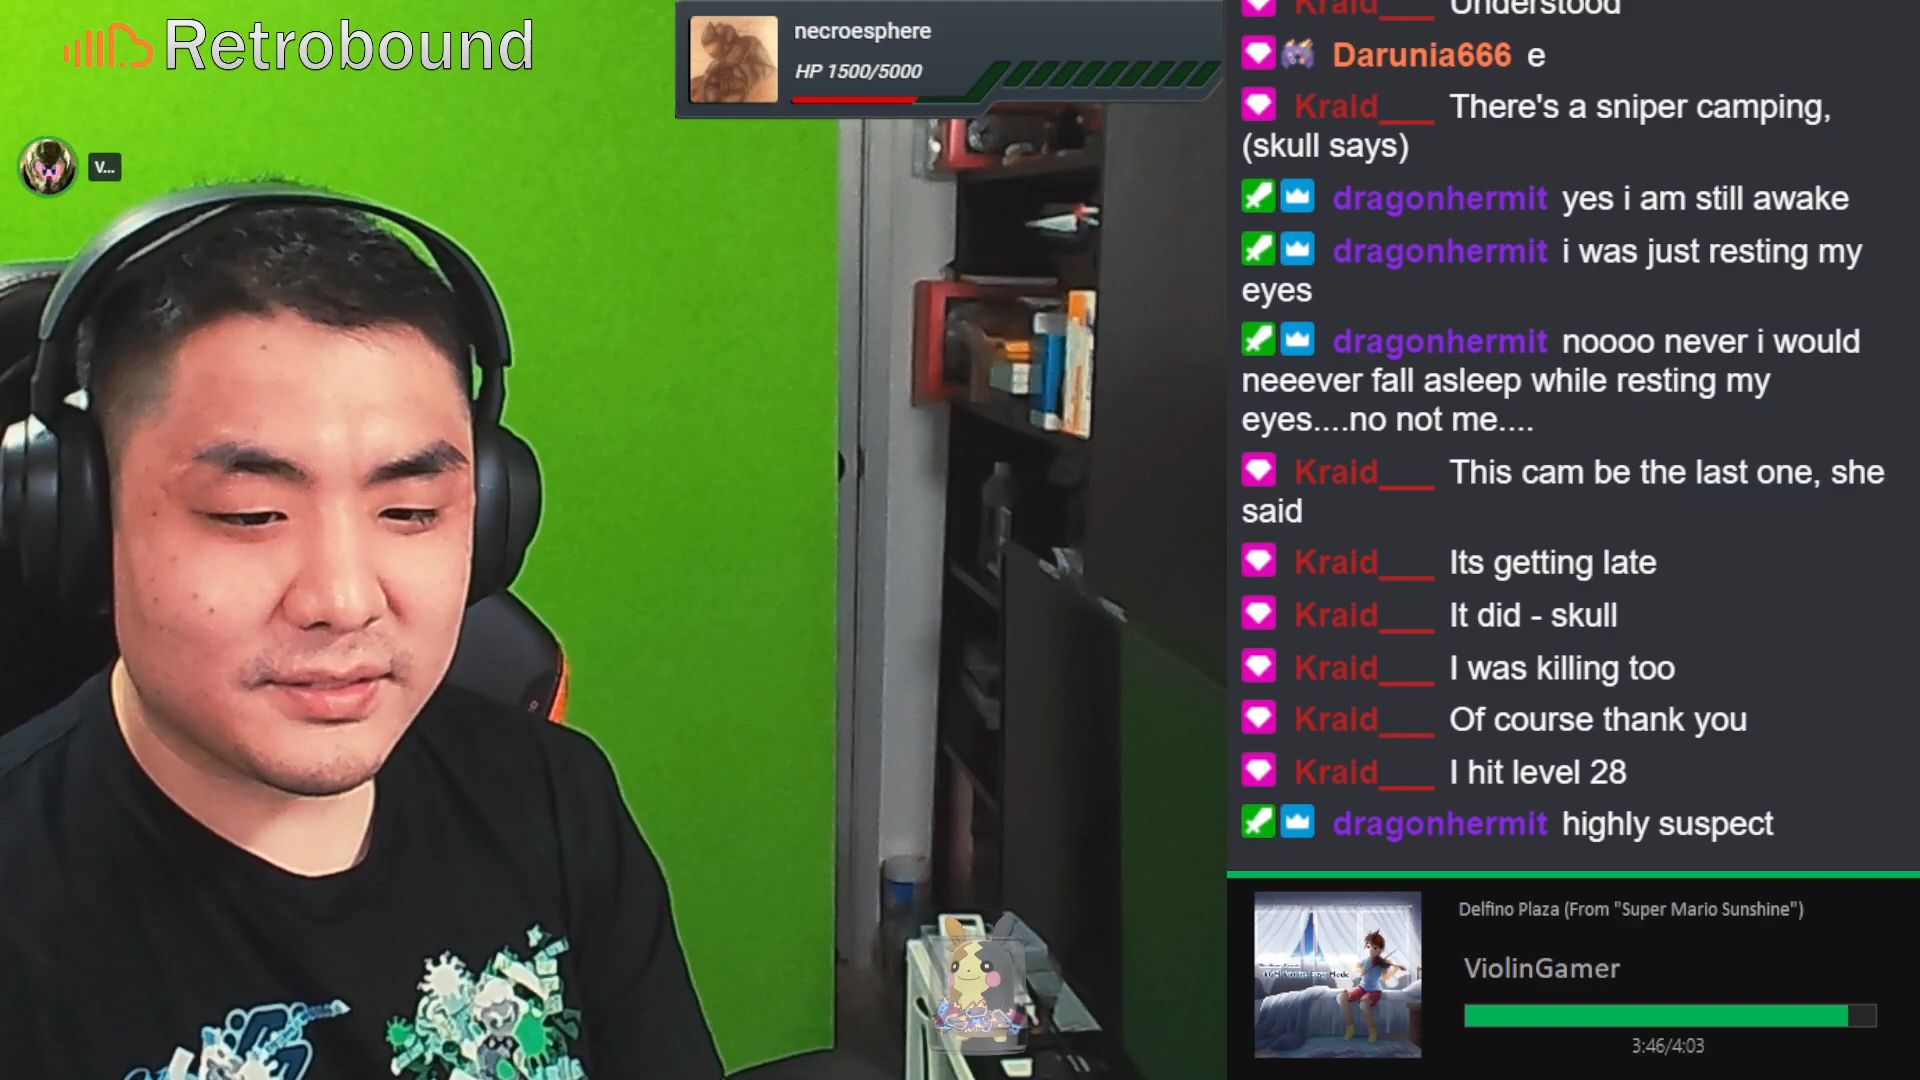 Retrobound
necroesphere
HP 1500/5000
V...
Kraid___ Understood
Darunia666 e
Kraid___ There's a sniper camping,
(skull says)
dragonhermit yes i am still awake
dragonhermit i was just resting my
eyes
dragonhermit noooo never i would
neeever fall asleep while resting my
eyes....no not me....
Kraid___ This cam be the last one, she
said
Kraid___ Its getting late
Kraid___ It did - skull
Kraid___ I was killing too
Kraid___ Of course thank you
Kraid___ I hit level 28
dragonhermit highly suspect
Delfino Plaza (From "Super Mario Sunshine")
ViolinGamer
3:46/4:03